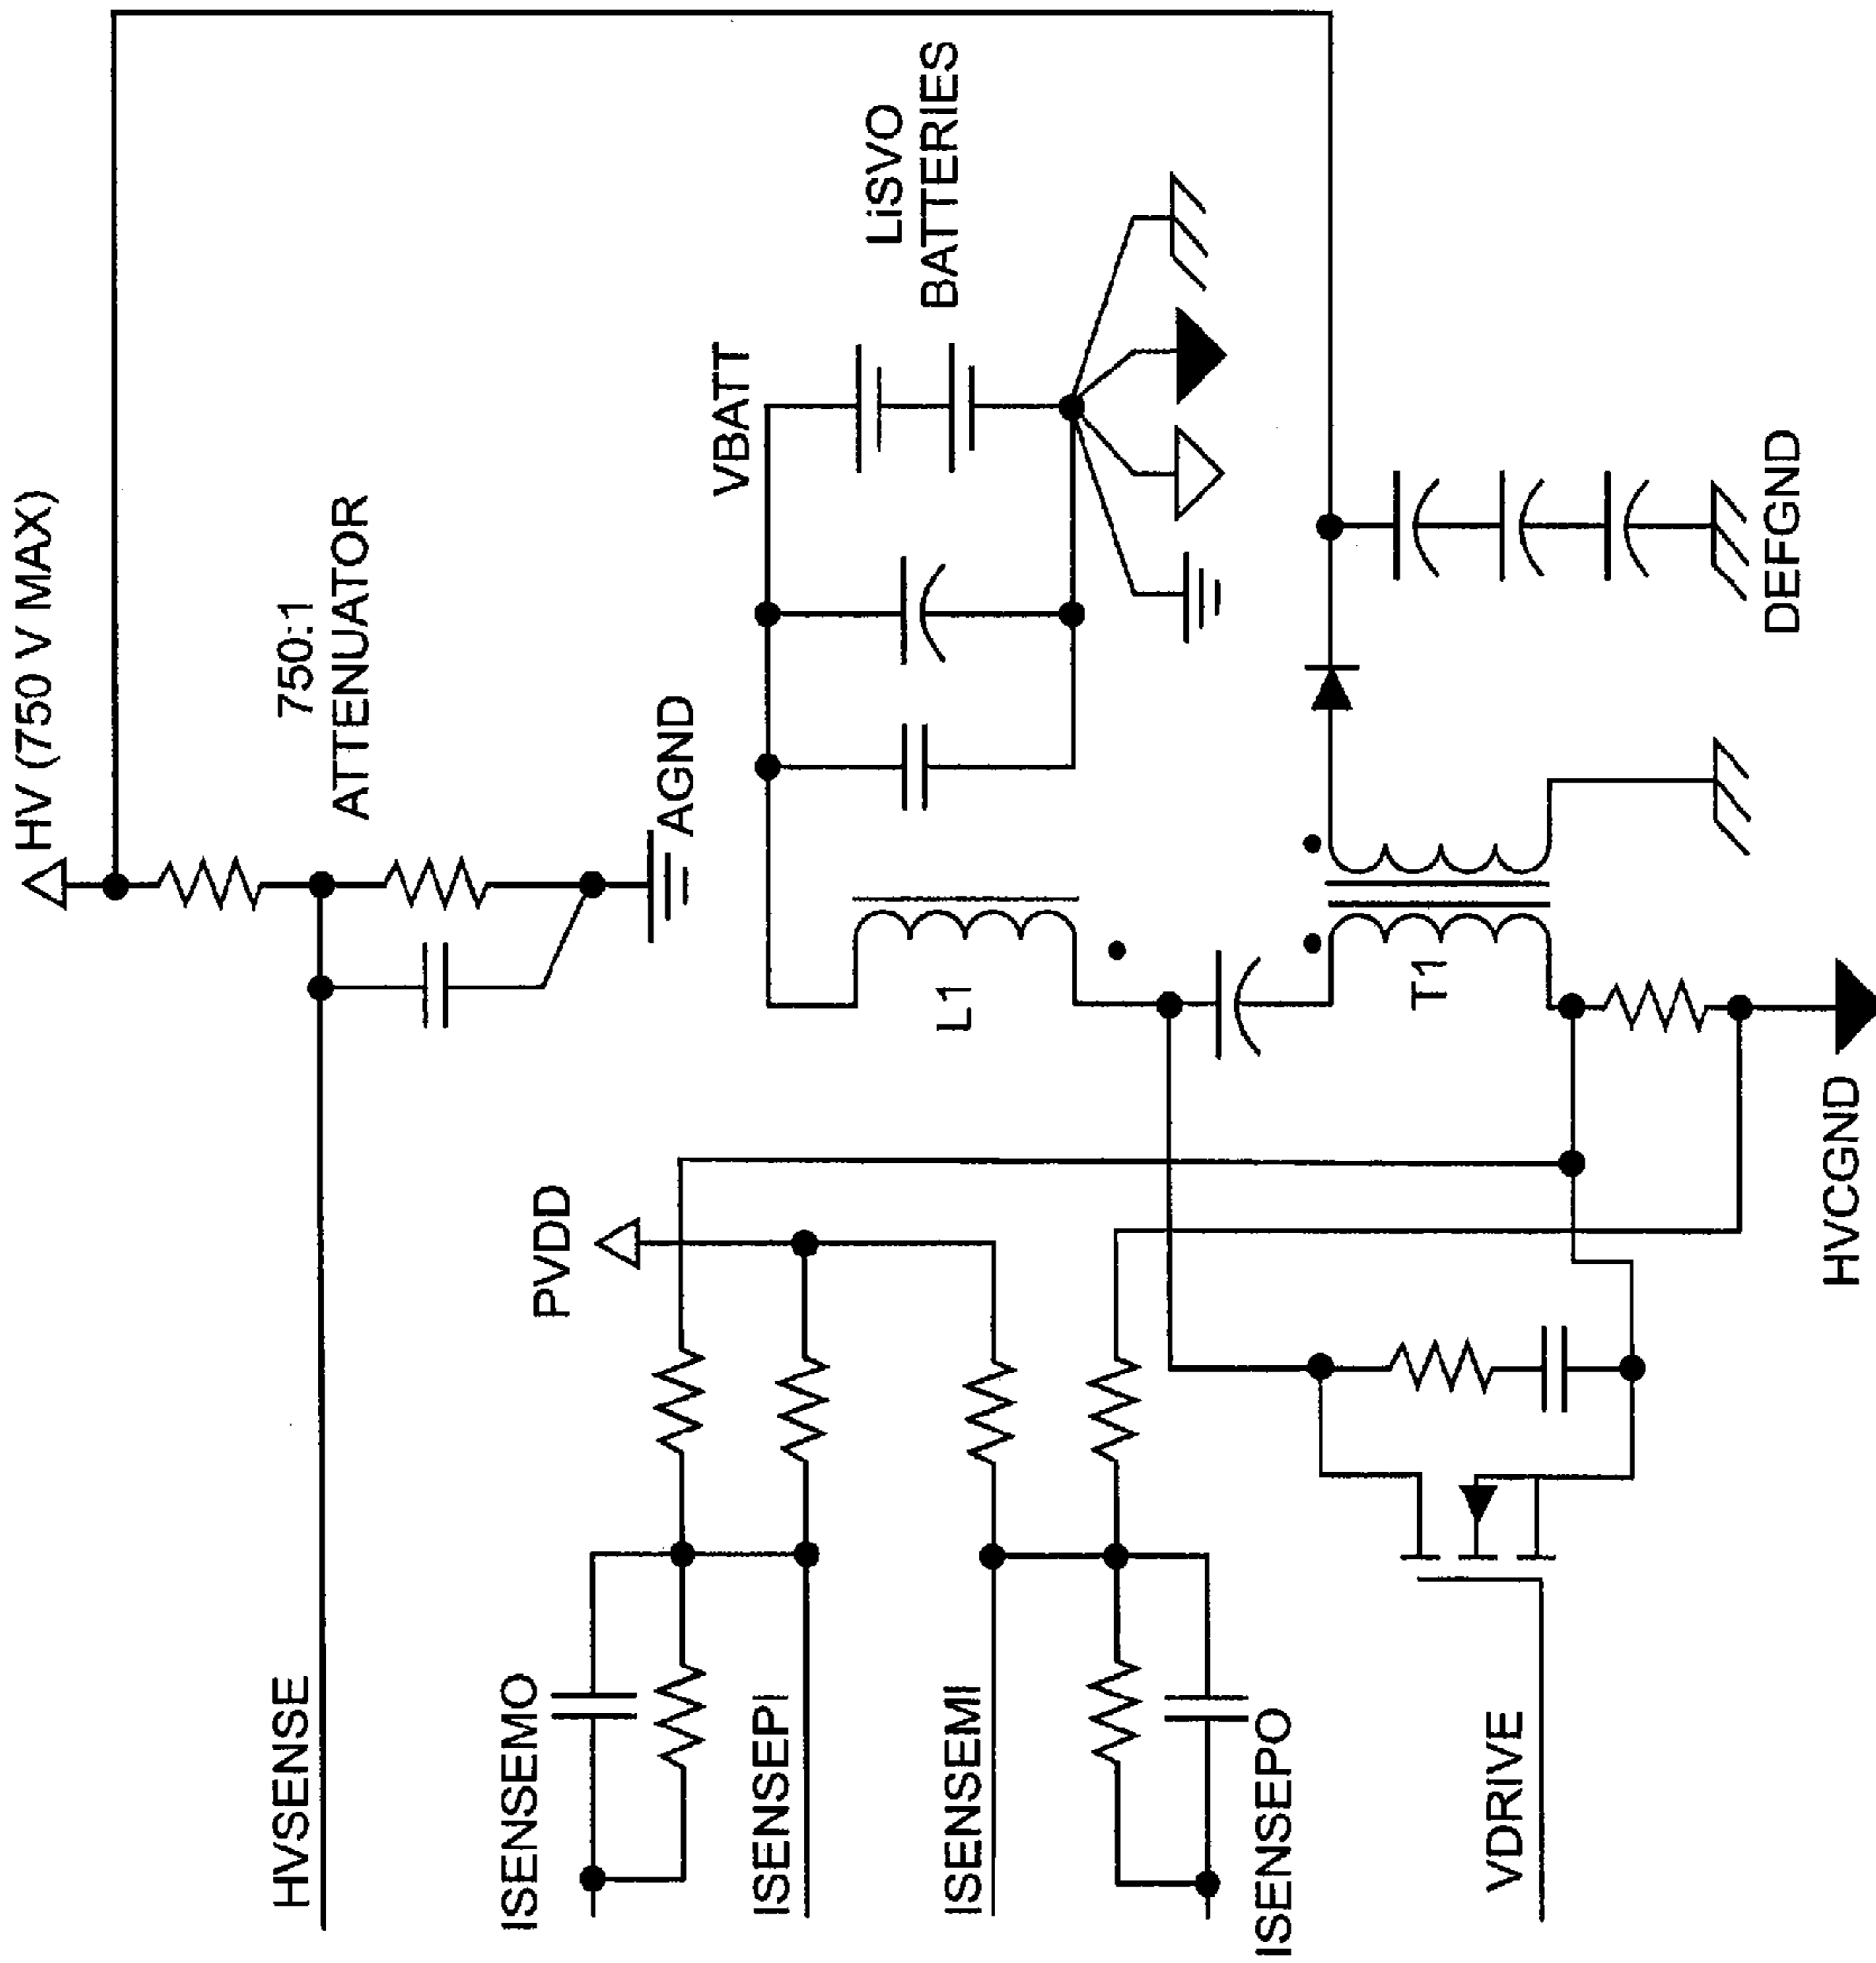 HV (750 V MAX)
750:1
ATTENUATOR
AGND
HVSENSE
VBATT
LiSVO
BATTERIES
PVDD
ISENSEMO
ISENSEPI
ISENSEMI
ISENSEPO
L1
T1
VDRIVE
HVCGND
DEFGND